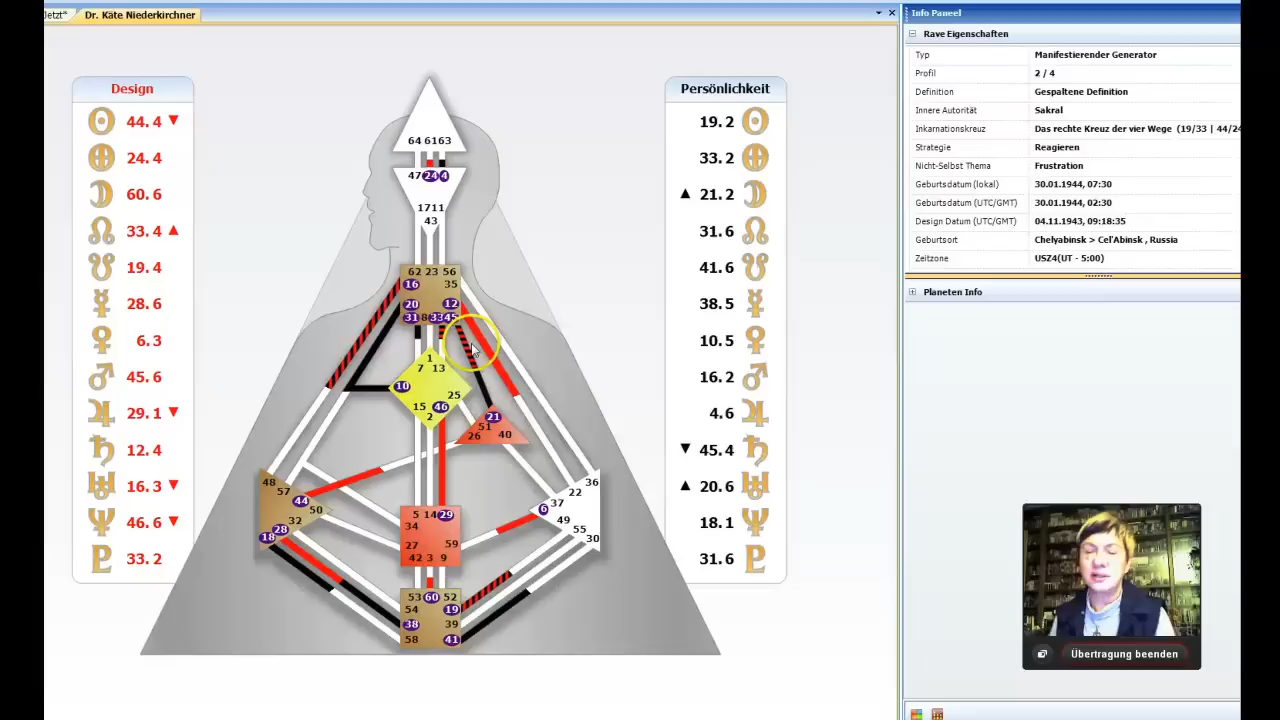 Jetzt*
Dr. Käte Niederkirchner
Design
44. 4
24. 4
60. 6
33. 4
19. 4
28. 6
6. 3
45. 6
29. 1
12. 4
16. 3
46. 6
33. 2
64 61 63
47 24 4
17 11
43
62 23 56
16 35
20 12
31 8 33 45
1
7 13
10
25
15 46
2
21
51
26 40
48
57
44
50
32
28
18
36
22
37
6
49
55
30
5 14 29
34
27 59
42 3 9
53 60 52
54 19
38 39
58 41
Persönlichkeit
19. 2
33. 2
21. 2
31. 6
41. 6
38. 5
10. 5
16. 2
4. 6
45. 4
20. 6
18. 1
31. 6
Info Paneel
Rave Eigenschaften
Typ Manifestierender Generator
Profil 2 / 4
Definition Gespaltene Definition
Innere Autorität Sakral
Inkarnationskreuz Das rechte Kreuz der vier Wege (19/33 | 44/24
Strategie Reagieren
Nicht-Selbst Thema Frustration
Geburtsdatum (lokal) 30.01.1944, 07:30
Geburtsdatum (UTC/GMT) 30.01.1944, 02:30
Design Datum (UTC/GMT) 04.11.1943, 09:18:35
Geburtsort Chelyabinsk > Cel'Abinsk , Russia
Zeitzone USZ4(UT - 5:00)
Planeten Info
Übertragung beenden